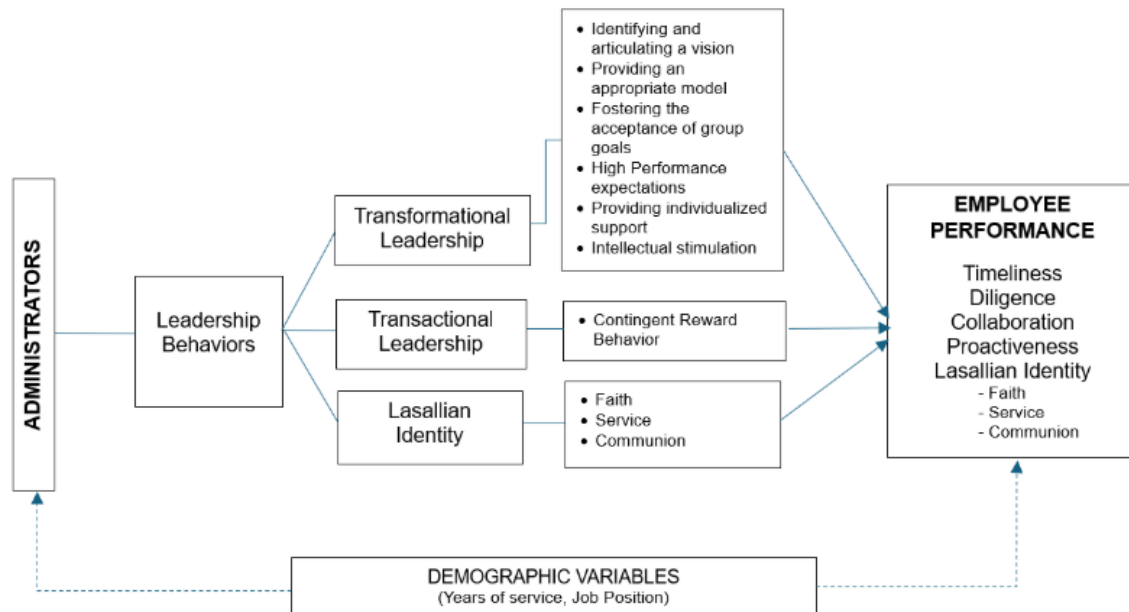 ADMINISTRATORS
Leadership
Behaviors
Transformational
Leadership
• Identifying and
articulating a vision
• Providing an
appropriate model
• Fostering the
acceptance of group
goals
• High Performance
expectations
• Providing individualized
support
• Intellectual stimulation
Transactional
Leadership
• Contingent Reward
Behavior
Lasallian
Identity
• Faith
• Service
• Communion
EMPLOYEE
PERFORMANCE
Timeliness
Diligence
Collaboration
Proactiveness
Lasallian Identity
- Faith
- Service
- Communion
DEMOGRAPHIC VARIABLES
(Years of service, Job Position)